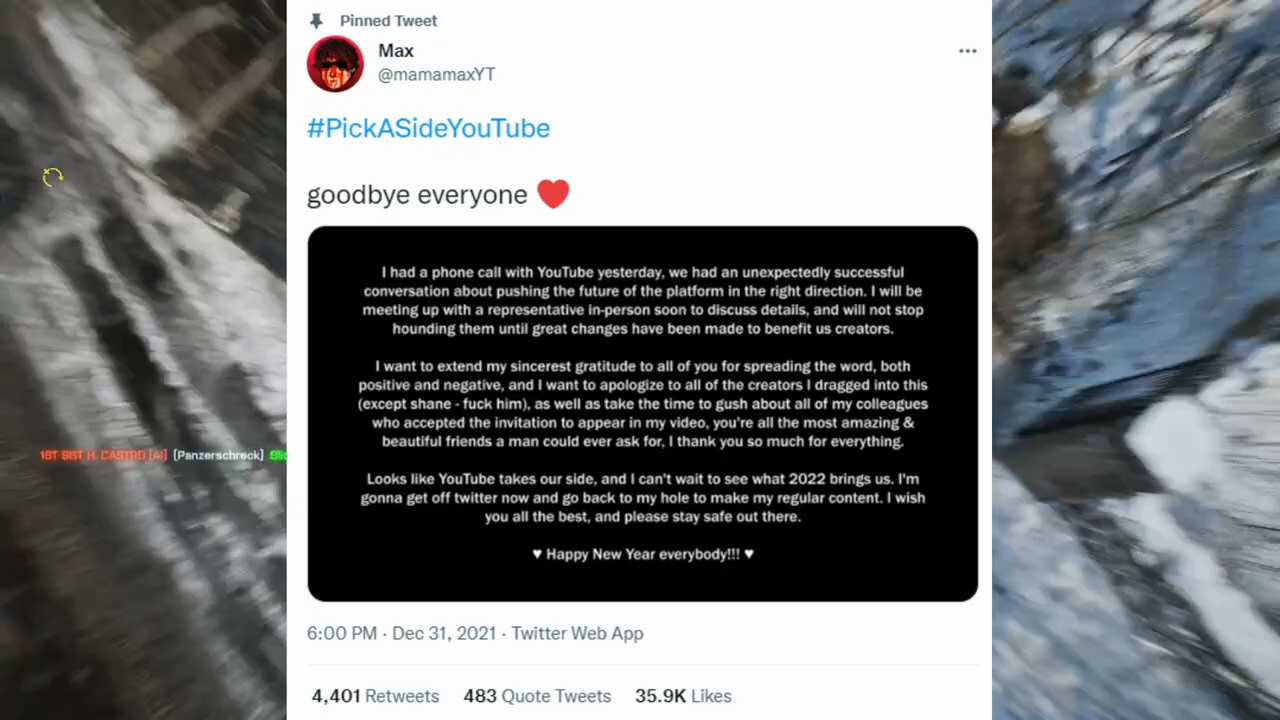 Pinned Tweet
Max
@mamamaxYT
#PickASideYouTube
goodbye everyone ❤️
I had a phone call with YouTube yesterday, we had an unexpectedly successful
conversation about pushing the future of the platform in the right direction. I will be
meeting up with a representative in-person soon to discuss details, and will not stop
hounding them until great changes have been made to benefit us creators.
I want to extend my sincerest gratitude to all of you for spreading the word, both
positive and negative, and I want to apologize to all of the creators I dragged into this
(except shane - fuck him), as well as take the time to gush about all of my colleagues
who accepted the invitation to appear in my video, you're all the most amazing &
beautiful friends a man could ever ask for, I thank you so much for everything.
Looks like YouTube takes our side, and I can't wait to see what 2022 brings us. I'm
gonna get off twitter now and go back to my hole to make my regular content. I wish
you all the best, and please stay safe out there.
♥ Happy New Year everybody!!! ♥
1ST SGT H. CASTRO [AI] [Panzerschreck]
6:00 PM · Dec 31, 2021 · Twitter Web App
4,401 Retweets 483 Quote Tweets 35.9K Likes